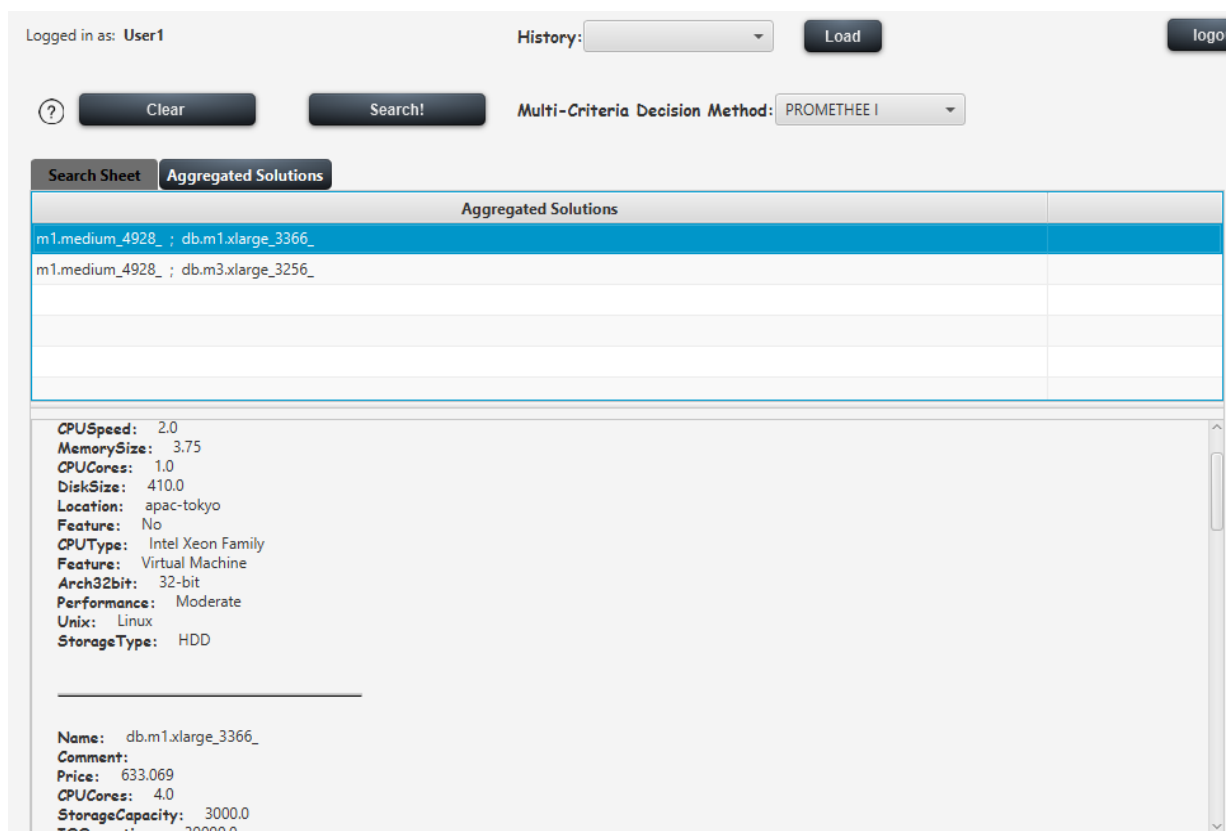 Logged in as: User1
History:
Load
?
Clear
Search!
Multi-Criteria Decision Method: PROMETHEE I
Search Sheet
Aggregated Solutions
Aggregated Solutions
m1.medium_4928_ ; db.m1.xlarge_3366_
m1.medium_4928_ ; db.m3.xlarge_3256_
CPUSpeed: 2.0
MemorySize: 3.75
CPUCores: 1.0
DiskSize: 410.0
Location: apac-tokyo
Feature: No
CPUType: Intel Xeon Family
Feature: Virtual Machine
Arch32bit: 32-bit
Performance: Moderate
Unix: Linux
StorageType: HDD
Name: db.m1.xlarge_3366_
Comment:
Price: 633.069
CPUCores: 4.0
StorageCapacity: 3000.0